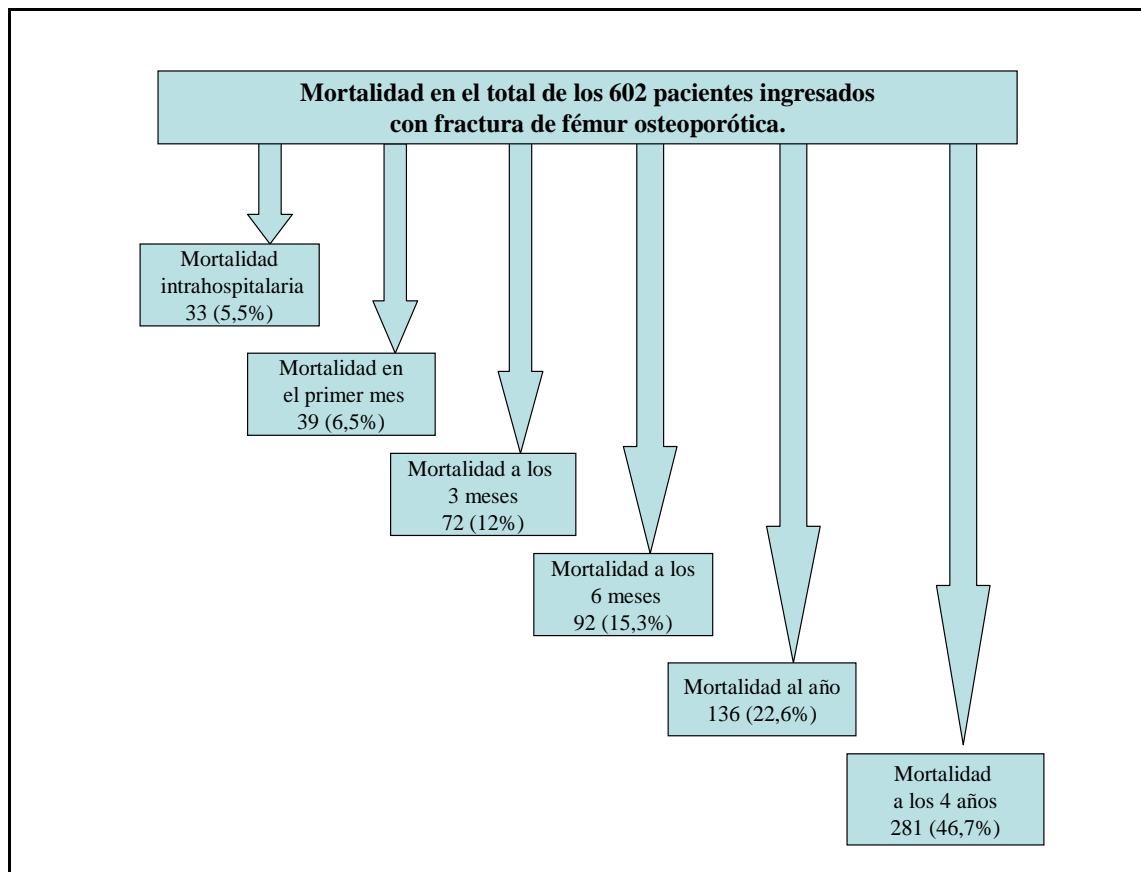 Mortalidad en el total de los 602 pacientes ingresados
con fractura de fémur osteoporótica.
Mortalidad
intrahospitalaria
33 (5,5%)
Mortalidad en
el primer mes
39 (6,5%)
Mortalidad a los
3 meses
72 (12%)
Mortalidad a los
6 meses
92 (15,3%)
Mortalidad al año
136 (22,6%)
Mortalidad
a los 4 años
281 (46,7%)